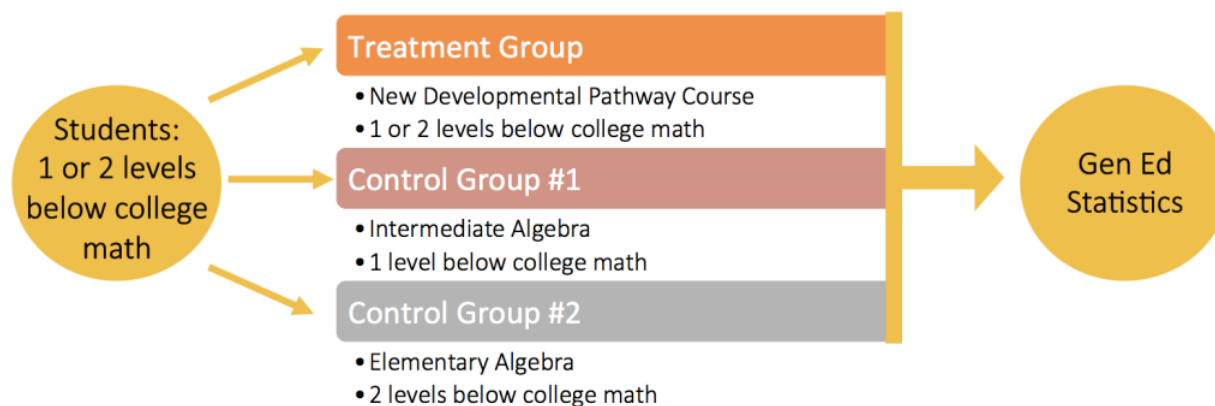 Students:
1 or 2 levels
below college
math
Treatment Group
• New Developmental Pathway Course
• 1 or 2 levels below college math
Control Group #1
• Intermediate Algebra
• 1 level below college math
Control Group #2
• Elementary Algebra
• 2 levels below college math
Gen Ed
Statistics